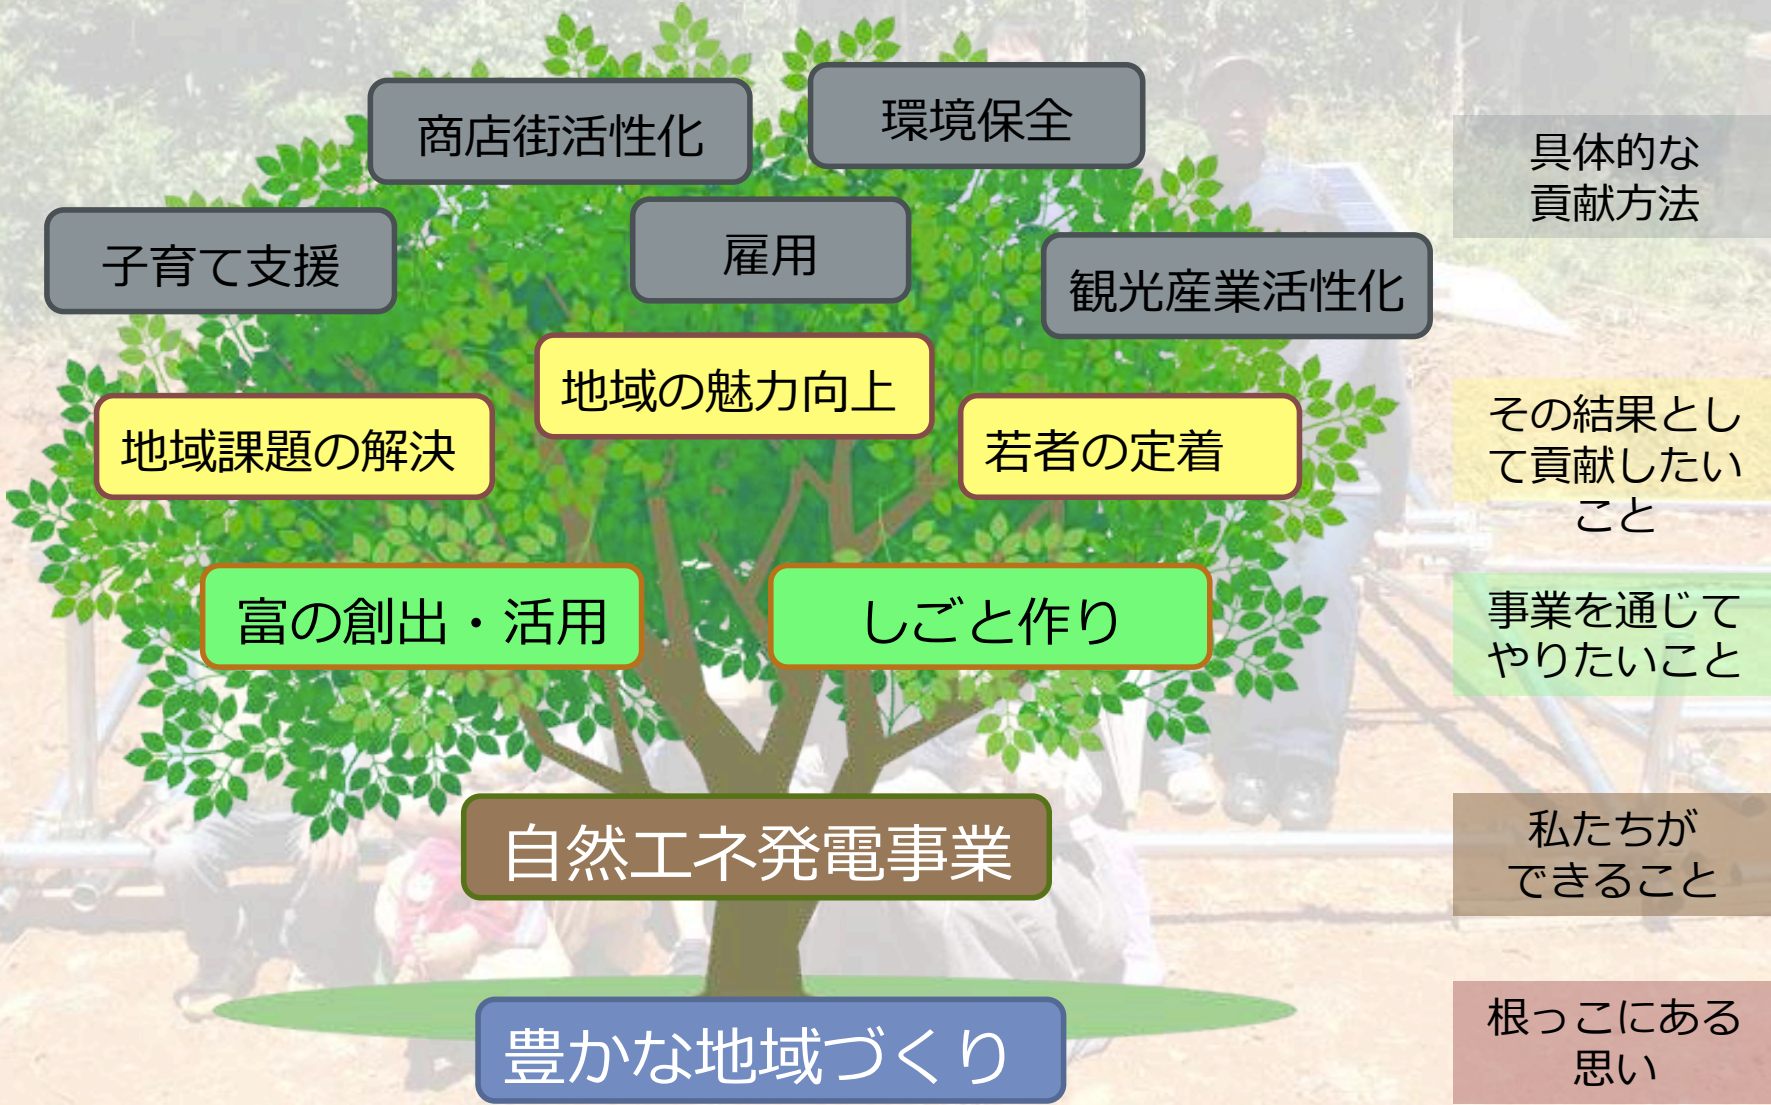 商店街活性化
環境保全
具体的な
貢献方法
子育て支援
雇用
観光産業活性化
地域の魅力向上
地域課題の解決
若者の定着
その結果とし
て貢献したい
こと
富の創出・活用
しごと作り
事業を通じて
やりたいこと
自然エネ発電事業
私たちが
できること
豊かな地域づくり
根っこにある
思い